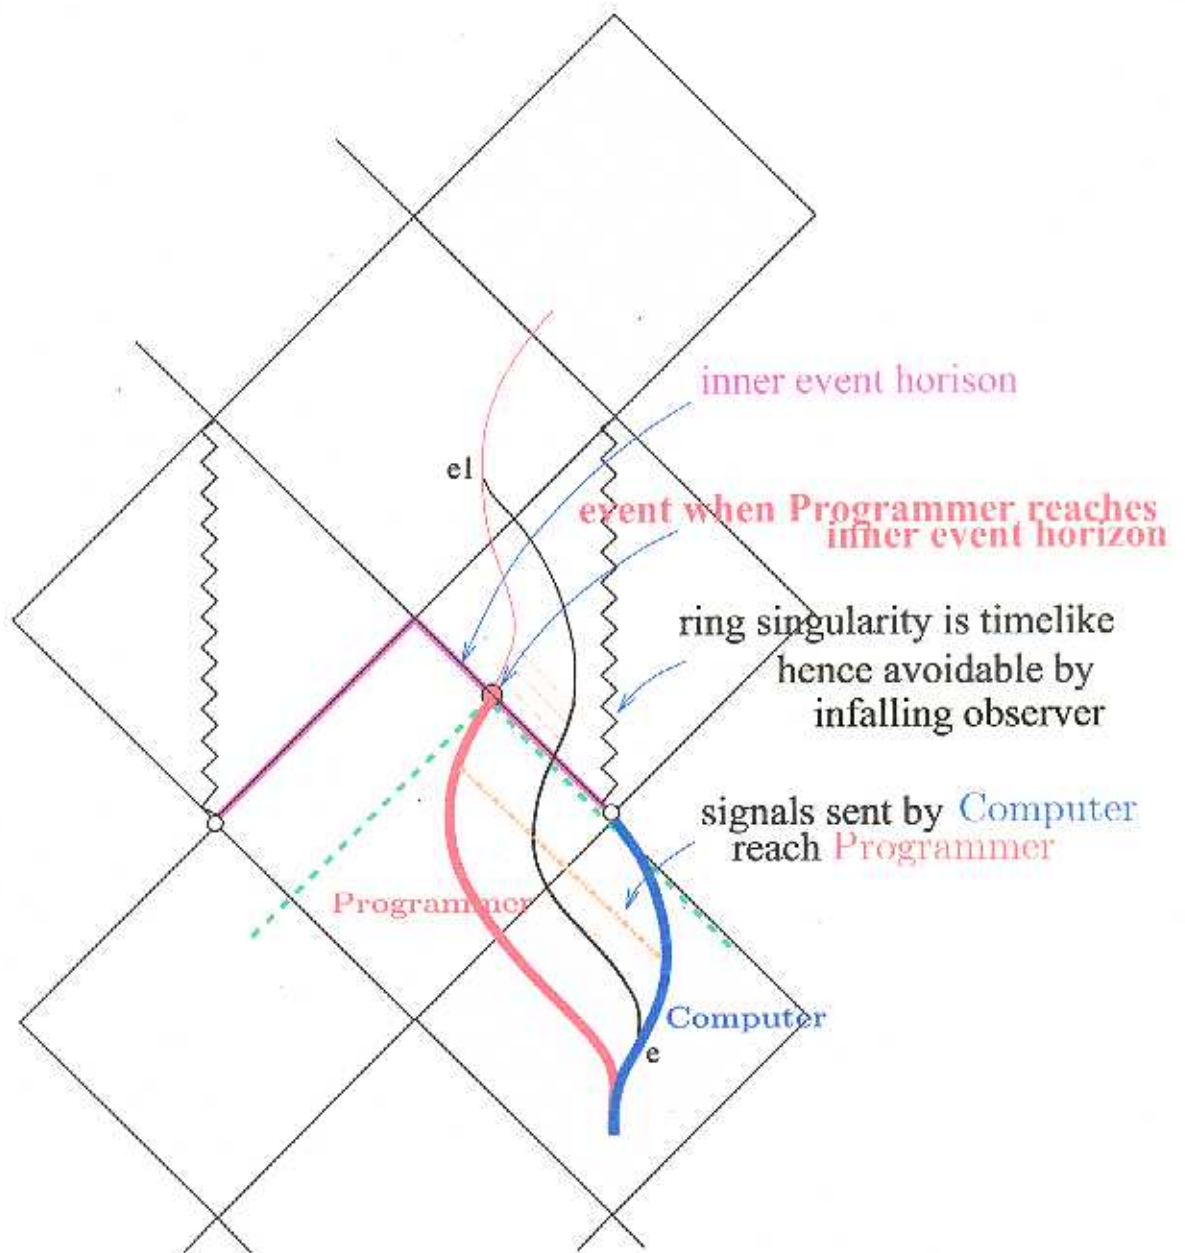 inner event horison
e1
event when Programmer reaches
inner event horizon
ring singularity is timelike
hence avoidable by
infalling observer
signals sent by Computer
reach Programmer
Programmer
Computer
e